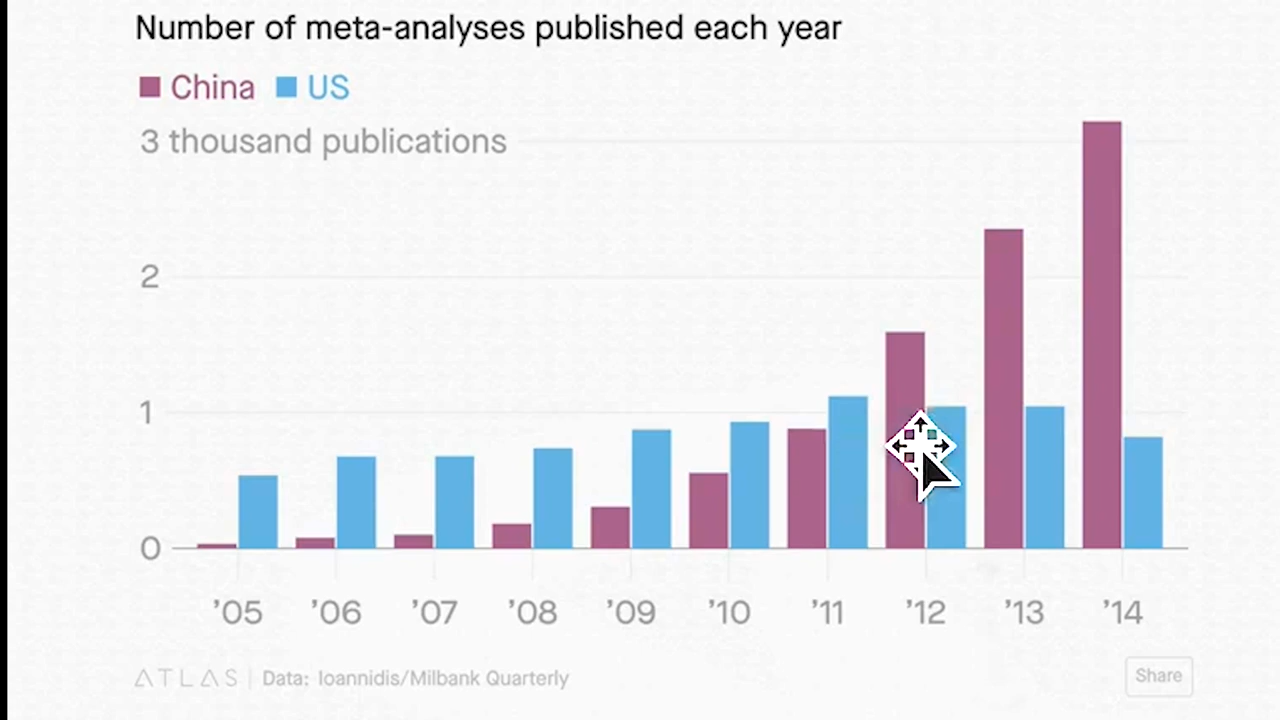 Number of meta-analyses published each year
China US
3 thousand publications
2
1
0
’05 ’06 ’07 ’08 ’09 ’10 ’11 ’12 ’13 ’14
ATLAS | Data: Ioannidis/Milbank Quarterly
Share